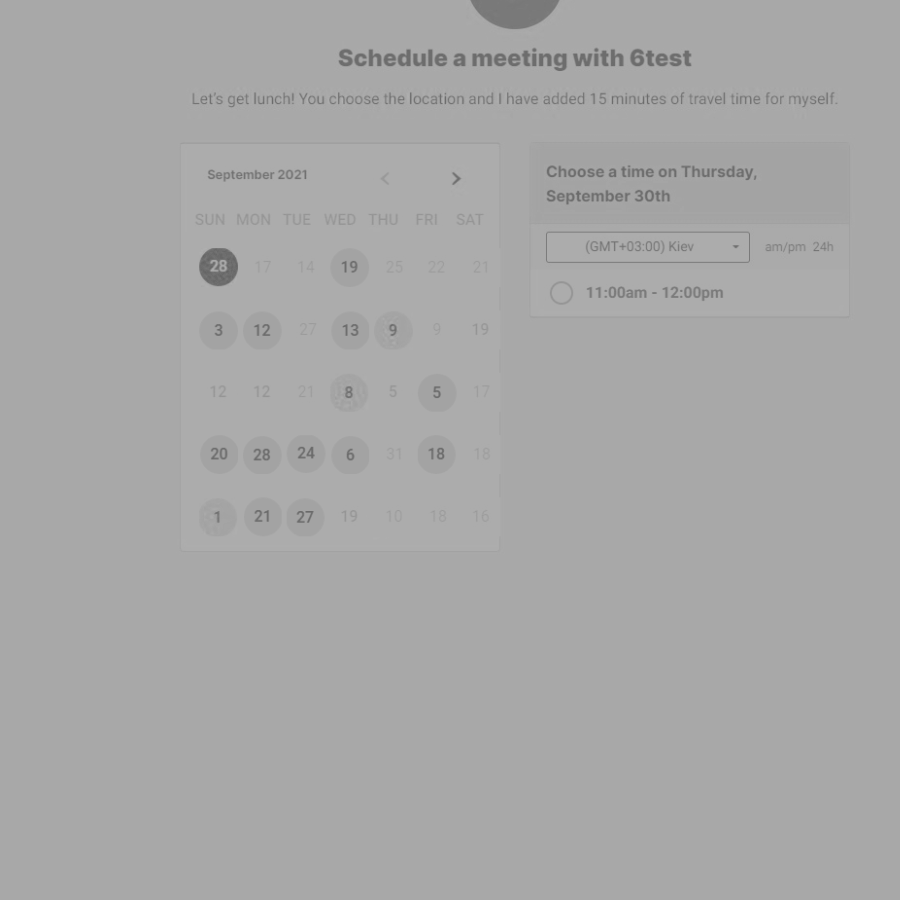 Schedule a meeting with 6test
Let's get lunch! You choose the location and I have added 15 minutes of travel time for myself.
September 2021
SUN MON TUE WED THU FRI SAT
28 17 14 19 25 22 21
3 12 27 13 9 9 19
12 12 21 8 5 5 17
20 28 24 6 31 18 18
1 21 27 19 10 18 16
Choose a time on Thursday,
September 30th
(GMT+03:00) Kiev am/pm 24h
11:00am - 12:00pm